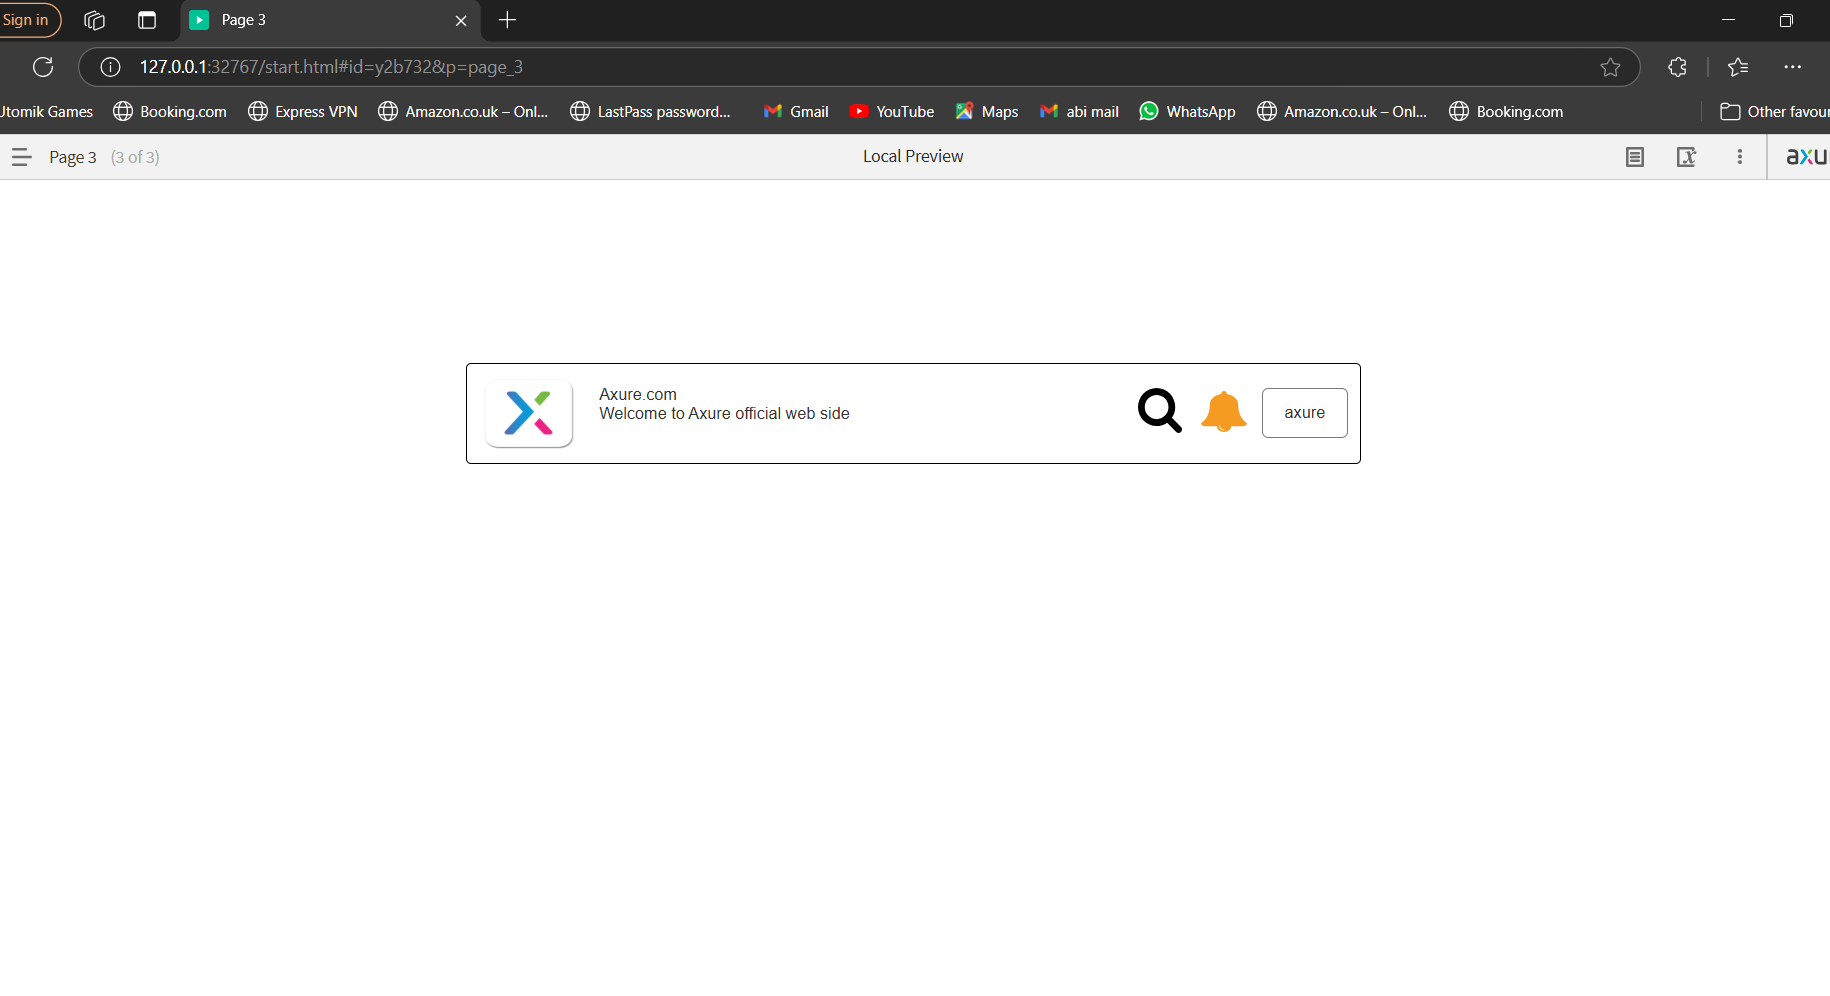 Sign in
Page 3
127.0.0.1:32767/start.html#id=y2b732&p=page_3
Utomik Games Booking.com Express VPN Amazon.co.uk – Onl... LastPass password... Gmail YouTube Maps abi mail WhatsApp Amazon.co.uk – Onl... Booking.com Other favour
Page 3 (3 of 3) Local Preview axu
Axure.com
Welcome to Axure official web side
axure